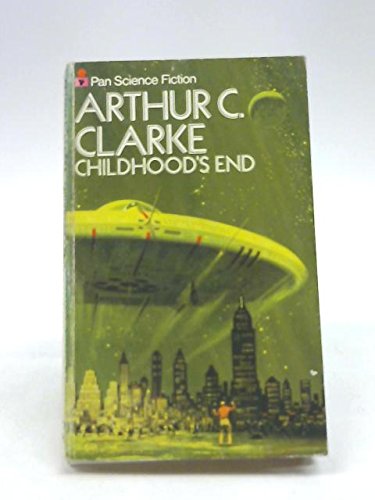 Pan Science Fiction
ARTHUR C.
CLARKE
CHILDHOOD'S END